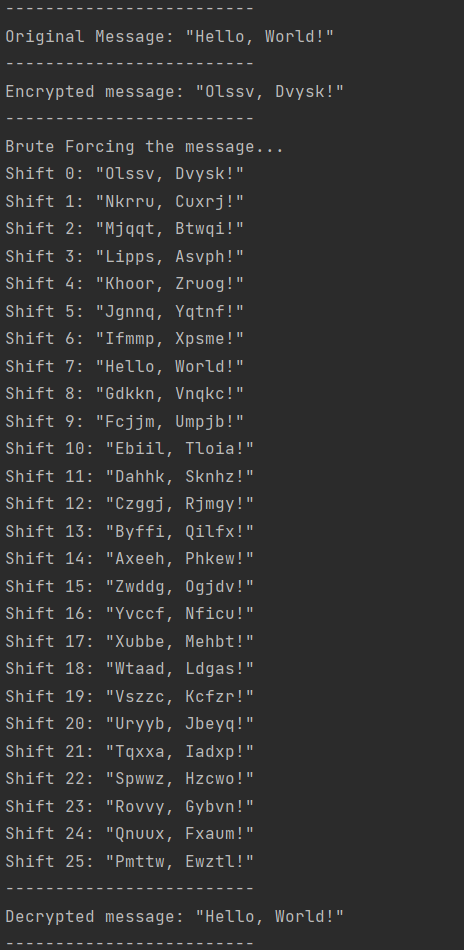 -------------------------
Original Message: "Hello, World!"
-------------------------
Encrypted message: "Olssv, Dvysk!"
-------------------------
Brute Forcing the message...
Shift 0: "Olssv, Dvysk!"
Shift 1: "Nkrru, Cuxrj!"
Shift 2: "Mjqqt, Btwqi!"
Shift 3: "Lipps, Asvph!"
Shift 4: "Khoor, Zruog!"
Shift 5: "Jgnnq, Yqtnf!"
Shift 6: "Ifmmp, Xpsme!"
Shift 7: "Hello, World!"
Shift 8: "Gdkkn, Vnqkc!"
Shift 9: "Fcjjm, Umpjb!"
Shift 10: "Ebiil, Tloia!"
Shift 11: "Dahhk, Sknhz!"
Shift 12: "Czggj, Rjmgy!"
Shift 13: "Byffi, Qilfx!"
Shift 14: "Axeeh, Phkew!"
Shift 15: "Zwddg, Ogjdv!"
Shift 16: "Yvccf, Nficu!"
Shift 17: "Xubbe, Mehbt!"
Shift 18: "Wtaad, Ldgas!"
Shift 19: "Vszzc, Kcfzr!"
Shift 20: "Uryyb, Jbeyq!"
Shift 21: "Tqxxa, Iadxp!"
Shift 22: "Spwwz, Hzcwo!"
Shift 23: "Rovvy, Gybvn!"
Shift 24: "Qnuux, Fxaum!"
Shift 25: "Pmttw, Ewztl!"
-------------------------
Decrypted message: "Hello, World!"
-------------------------